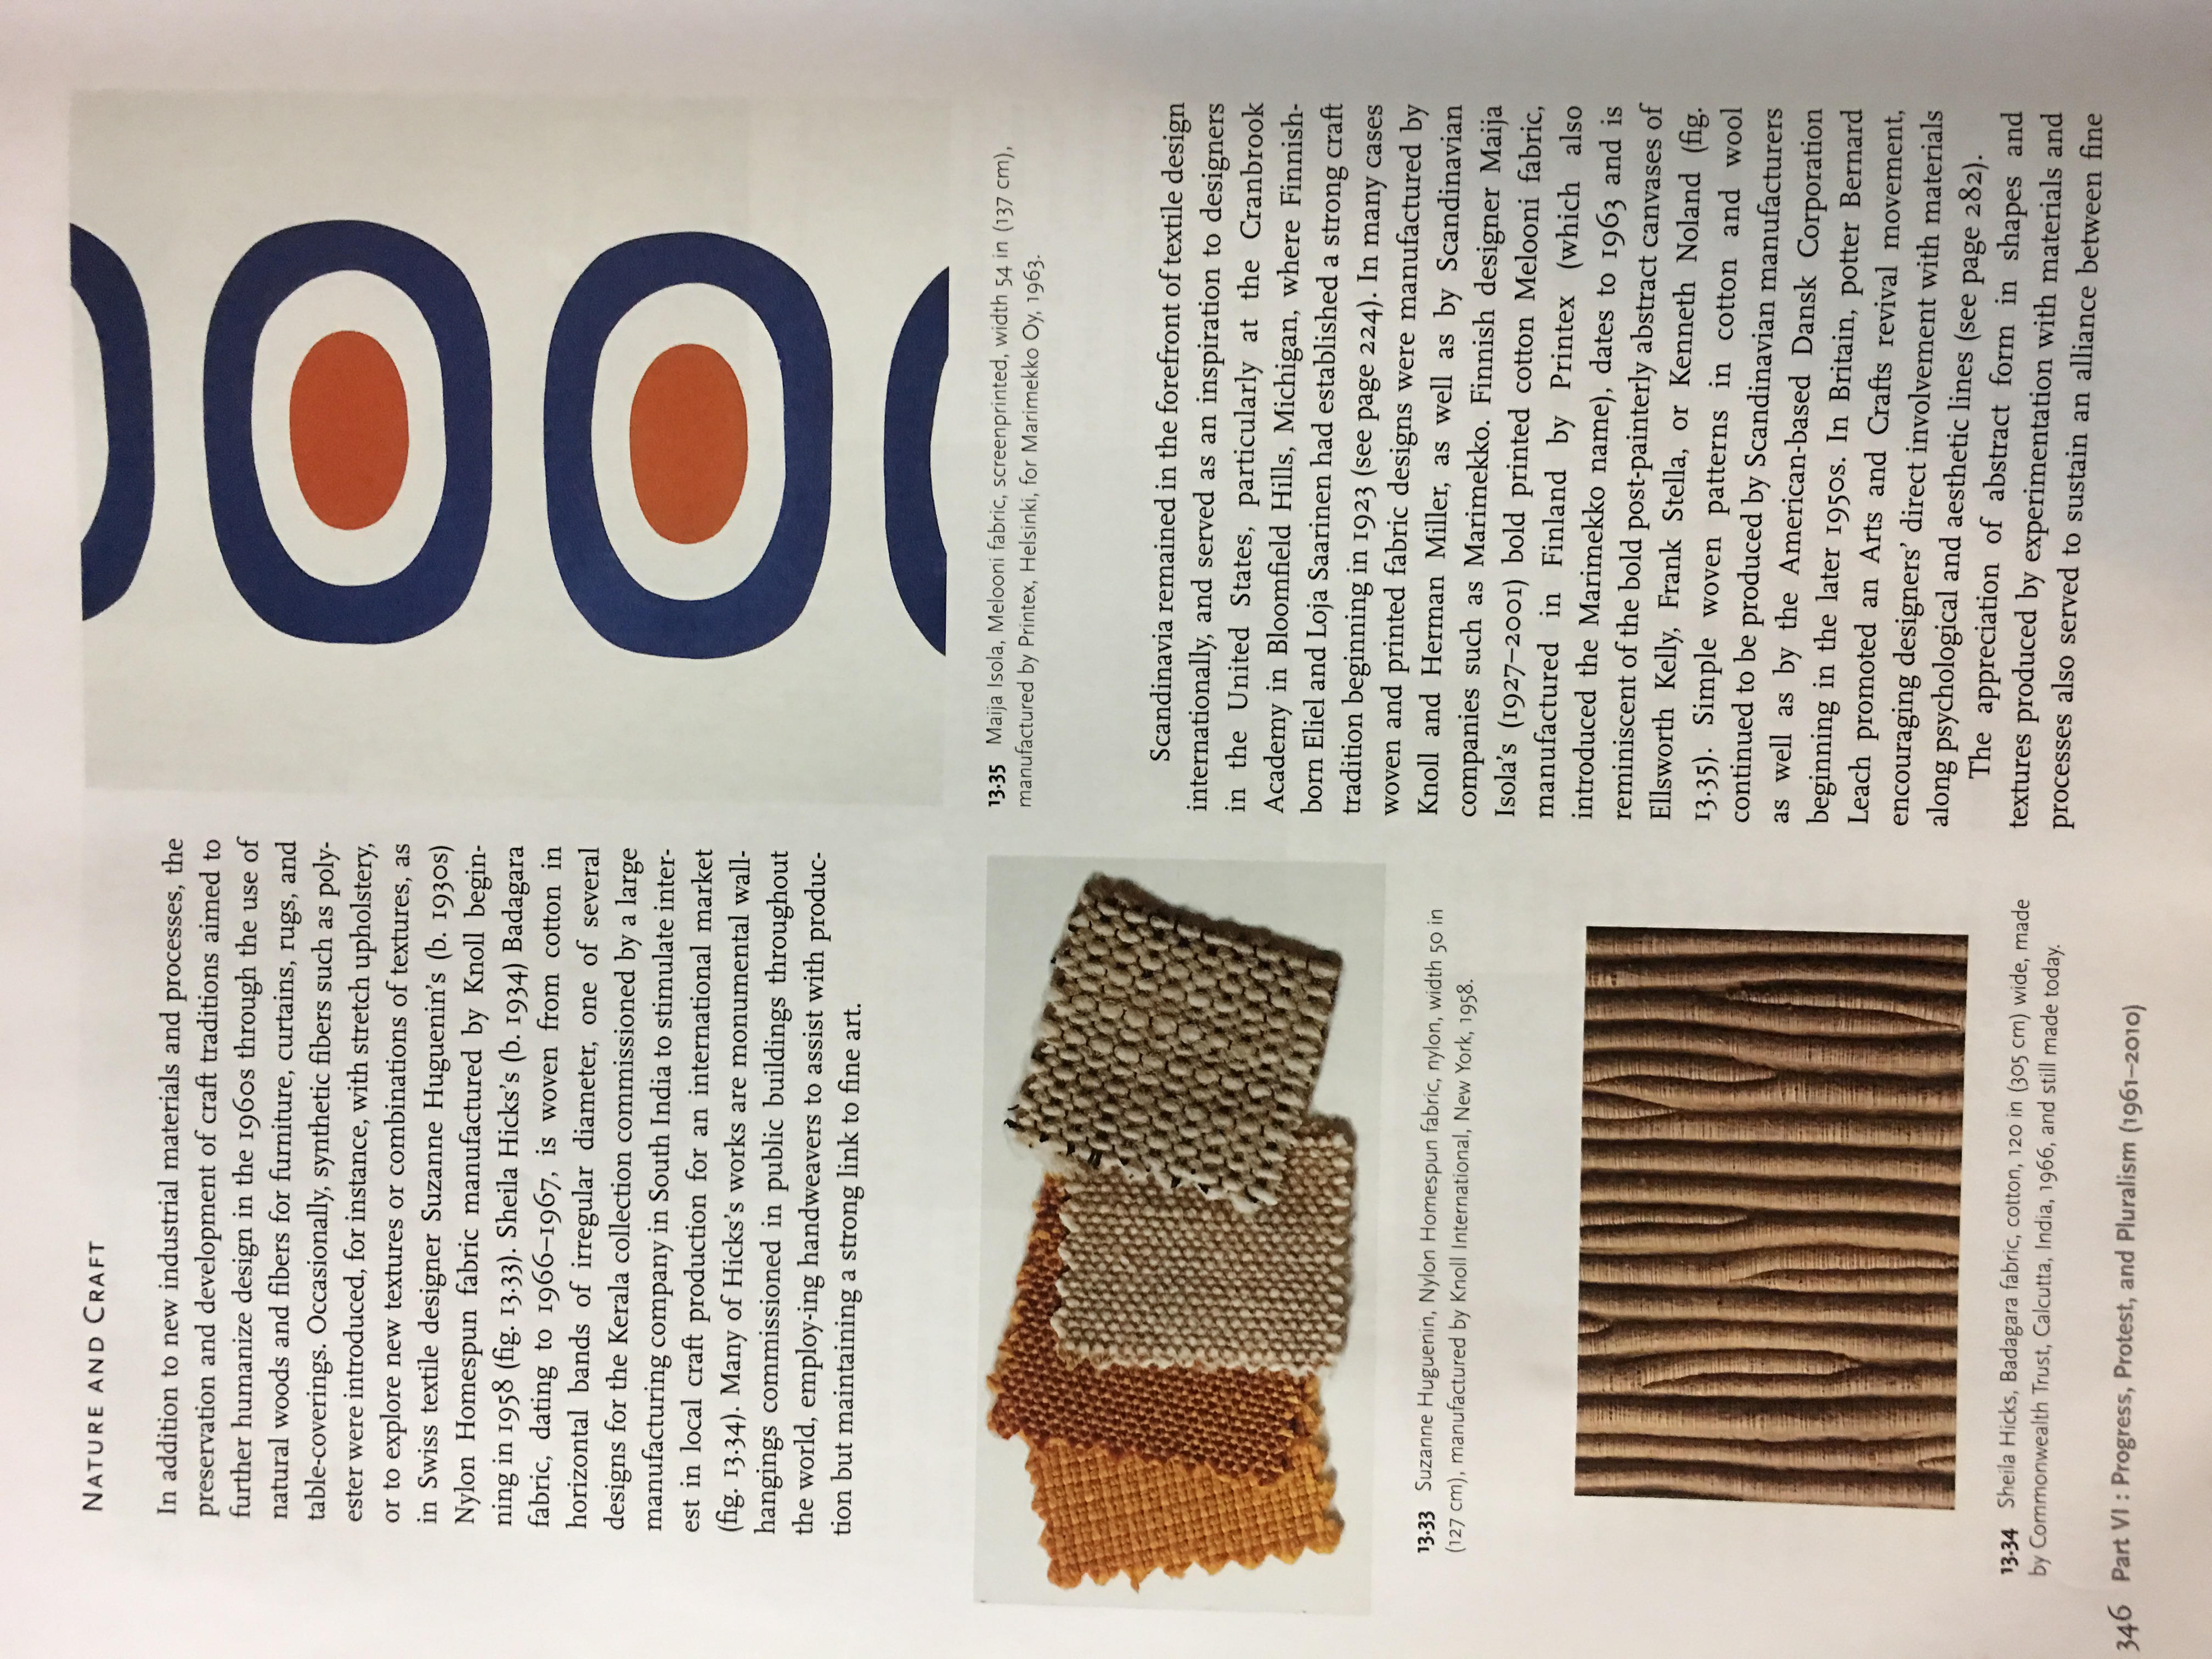 NATURE AND CRAFT
In addition to new industrial materials and processes, the
preservation and development of craft traditions aimed to
further humanize design in the 1960s through the use of
natural woods and fibers for furniture, curtains, rugs, and
table-coverings. Occasionally, synthetic fibers such as poly-
ester were introduced, for instance, with stretch upholstery,
or to explore new textures or combinations of textures, as
in Swiss textile designer Suzanne Huguenin's (b. 1930s)
Nylon Homespun fabric manufactured by Knoll begin-
ning in 1958 (fig. 13.33). Sheila Hicks's (b. 1934) Badagara
fabric, dating to 1966–1967, is woven from cotton in
horizontal bands of irregular diameter, one of several
designs for the Kerala collection commissioned by a large
manufacturing company in South India to stimulate inter-
est in local craft production for an international market
(fig. 13.34). Many of Hicks's works are monumental wall-
hangings commissioned in public buildings throughout
the world, employ-ing handweavers to assist with produc-
tion but maintaining a strong link to fine art.
13.33 Suzanne Huguenin, Nylon Homespun fabric, nylon, width 50 in
(127 cm), manufactured by Knoll International, New York, 1958.
13.34 Sheila Hicks, Badagara fabric, cotton, 120 in (305 cm) wide, made
by Commonwealth Trust, Calcutta, India, 1966, and still made today.
13.35 Maija Isola, Melooni fabric, screenprinted, width 54 in (137 cm),
manufactured by Printex, Helsinki, for Marimekko Oy, 1963.
Scandinavia remained in the forefront of textile design
internationally, and served as an inspiration to designers
in the United States, particularly at the Cranbrook
Academy in Bloomfield Hills, Michigan, where Finnish-
born Eliel and Loja Saarinen had established a strong craft
tradition beginning in 1923 (see page 224). In many cases
woven and printed fabric designs were manufactured by
Knoll and Herman Miller, as well as by Scandinavian
companies such as Marimekko. Finnish designer Maija
Isola's (1927–2001) bold printed cotton Melooni fabric,
manufactured in Finland by Printex (which also
introduced the Marimekko name), dates to 1963 and is
reminiscent of the bold post-painterly abstract canvases of
Ellsworth Kelly, Frank Stella, or Kenneth Noland (fig.
13.35). Simple woven patterns in cotton and wool
continued to be produced by Scandinavian manufacturers
as well as by the American-based Dansk Corporation
beginning in the later 1950s. In Britain, potter Bernard
Leach promoted an Arts and Crafts revival movement,
encouraging designers' direct involvement with materials
along psychological and aesthetic lines (see page 282).
The appreciation of abstract form in shapes and
textures produced by experimentation with materials and
processes also served to sustain an alliance between fine
346 Part VI : Progress, Protest, and Pluralism (1961–2010)